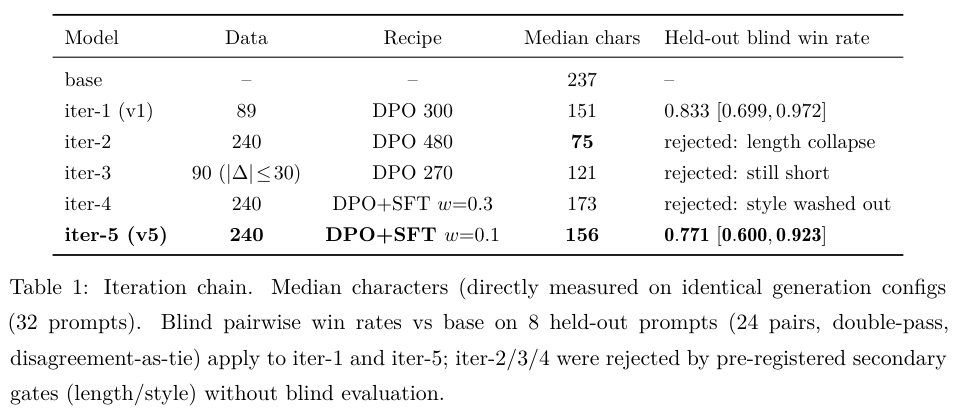 Model Data Recipe Median chars Held-out blind win rate
base – – 237 –
iter-1 (v1) 89 DPO 300 151 0.833 [0.699, 0.972]
iter-2 240 DPO 480 75 rejected: length collapse
iter-3 90 (|Δ|≤30) DPO 270 121 rejected: still short
iter-4 240 DPO+SFT w=0.3 173 rejected: style washed out
iter-5 (v5) 240 DPO+SFT w=0.1 156 0.771 [0.600, 0.923]
Table 1: Iteration chain. Median characters (directly measured on identical generation configs
(32 prompts). Blind pairwise win rates vs base on 8 held-out prompts (24 pairs, double-pass,
disagreement-as-tie) apply to iter-1 and iter-5; iter-2/3/4 were rejected by pre-registered secondary
gates (length/style) without blind evaluation.